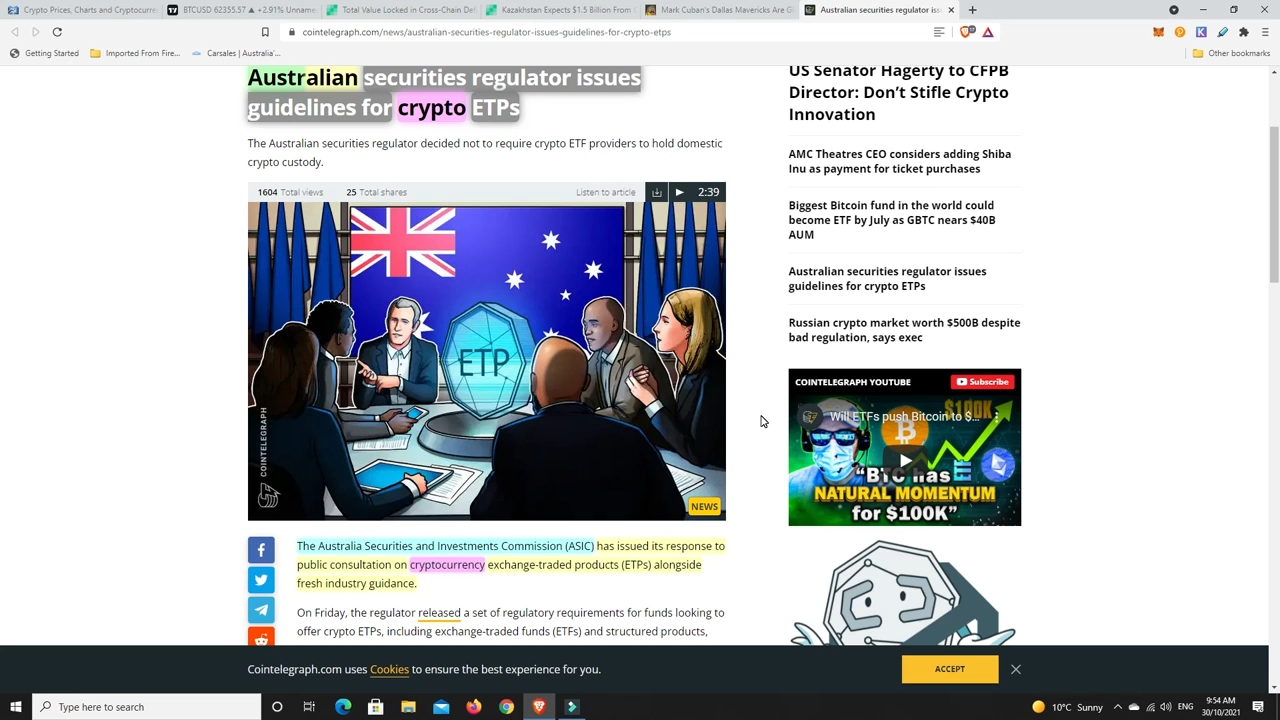 Crypto Prices, Charts and Cryptocurr
BTCUSD 62355.57 ▲ +2.91% Unname
Total Value Locked in Cross-Chain De
Kazakhstan Expects $1.5 Billion From C
Mark Cuban's Dallas Mavericks Are G
Australian securities regulator iss
cointelegraph.com/news/australian-securities-regulator-issues-guidelines-for-crypto-etps
Getting Started
Imported From Fire...
Carsales | Australia'...
Other bookmarks
Australian securities regulator issues
guidelines for crypto ETPs
The Australian securities regulator decided not to require crypto ETF providers to hold domestic
crypto custody.
1604 Total views 25 Total shares Listen to article 2:39
ETP
COINTELEGRAPH
NEWS
The Australia Securities and Investments Commission (ASIC) has issued its response to
public consultation on cryptocurrency exchange-traded products (ETPs) alongside
fresh industry guidance.
On Friday, the regulator released a set of regulatory requirements for funds looking to
offer crypto ETPs, including exchange-traded funds (ETFs) and structured products,
US Senator Hagerty to CFPB
Director: Don't Stifle Crypto
Innovation
AMC Theatres CEO considers adding Shiba
Inu as payment for ticket purchases
Biggest Bitcoin fund in the world could
become ETF by July as GBTC nears $40B
AUM
Australian securities regulator issues
guidelines for crypto ETPs
Russian crypto market worth $500B despite
bad regulation, says exec
COINTELEGRAPH YOUTUBE
Subscribe
Will ETFs push Bitcoin to $...
$100K
"BTC has
NATURAL MOMENTUM
for $100K"
Cointelegraph.com uses Cookies to ensure the best experience for you.
ACCEPT
Type here to search
10°C Sunny
ENG
9:54 AM
30/10/2021